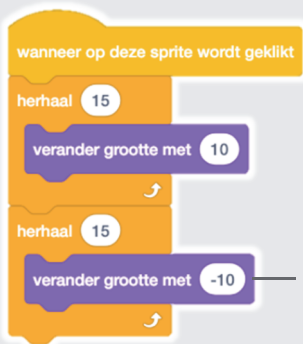 wanneer op deze sprite wordt geklikt
herhaal 15
verander grootte met 10
herhaal 15
verander grootte met -10